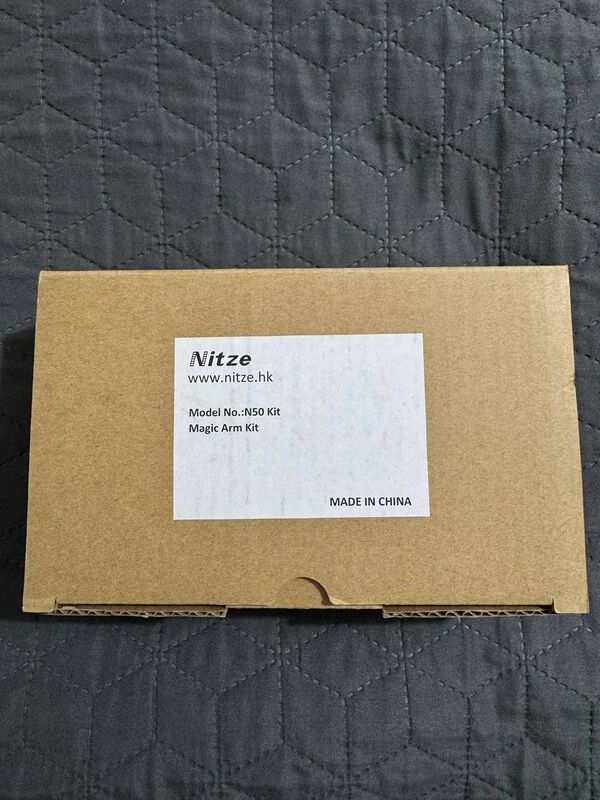 Nitze
www.nitze.hk
Model No.:N50 Kit
Magic Arm Kit
MADE IN CHINA